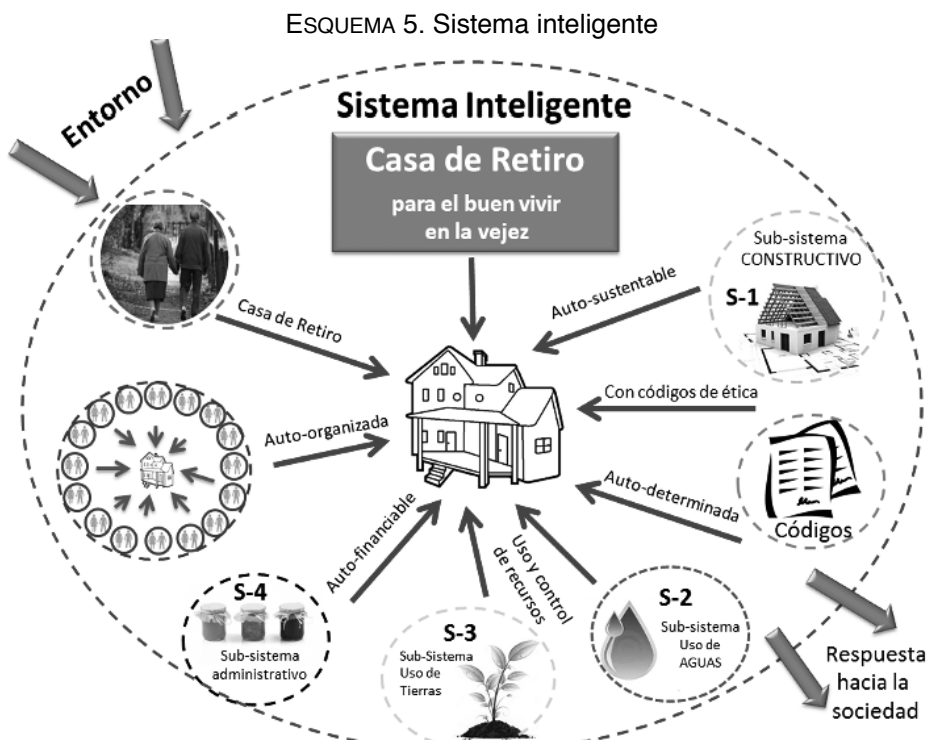 ESQUEMA 5. Sistema inteligente
Entorno
Sistema Inteligente
Casa de Retiro
para el buen vivir
en la vejez
Sub-sistema
CONSTRUCTIVO
S-1
Auto-sustentable
Casa de Retiro
Con códigos de ética
Auto-organizada
Auto-determinada
Códigos
Auto-financiable
Uso y control
de recursos
S-4
Sub-sistema
administrativo
S-3
Sub-Sistema
Uso de
Tierras
S-2
Sub-sistema
Uso de
AGUAS
Respuesta
hacia la
sociedad